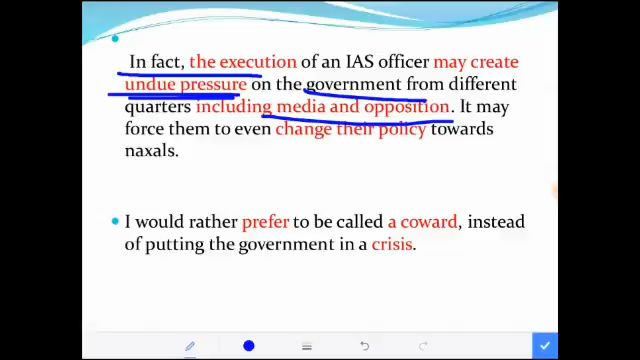 In fact, the execution of an IAS officer may create
undue pressure on the government from different
quarters including media and opposition. It may
force them to even change their policy towards
naxals.
I would rather prefer to be called a coward, instead
of putting the government in a crisis.